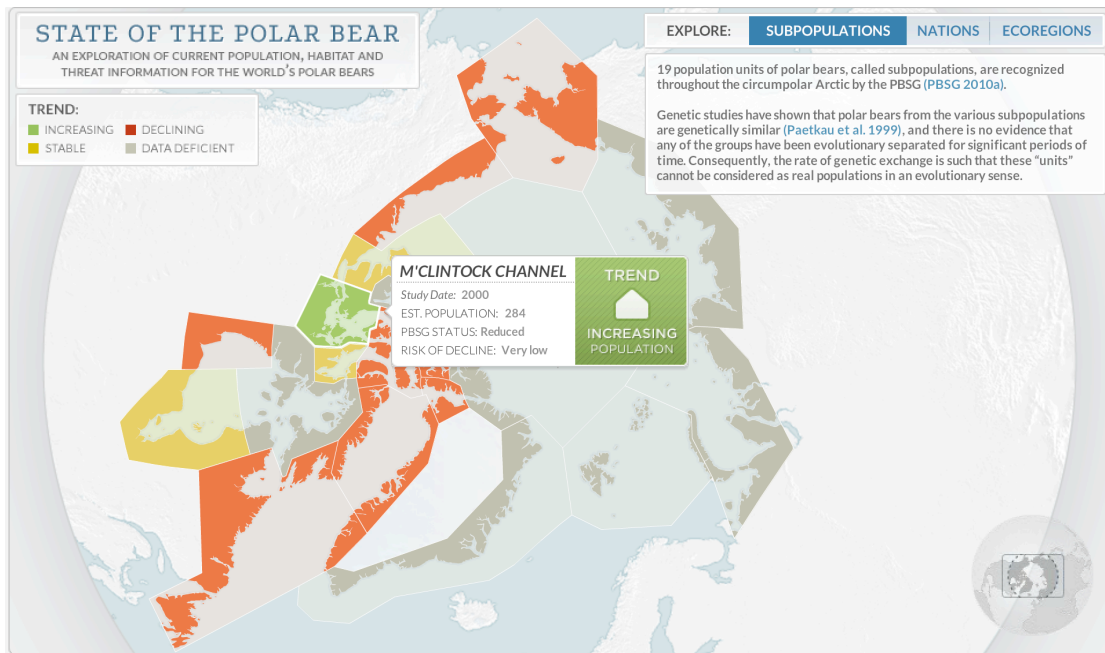 STATE OF THE POLAR BEAR
AN EXPLORATION OF CURRENT POPULATION, HABITAT AND
THREAT INFORMATION FOR THE WORLD'S POLAR BEARS
TREND:
INCREASING
DECLINING
STABLE
DATA DEFICIENT
EXPLORE:
SUBPOPULATIONS
NATIONS
ECOREGIONS
19 population units of polar bears, called subpopulations, are recognized
throughout the circumpolar Arctic by the PBSG (PBSG 2010a).
Genetic studies have shown that polar bears from the various subpopulations
are genetically similar (Paetkau et al. 1999), and there is no evidence that
any of the groups have been evolutionary separated for significant periods of
time. Consequently, the rate of genetic exchange is such that these "units"
cannot be considered as real populations in an evolutionary sense.
M'CLINTOCK CHANNEL
Study Date: 2000
EST. POPULATION: 284
PBSG STATUS: Reduced
RISK OF DECLINE: Very low
TREND
INCREASING
POPULATION